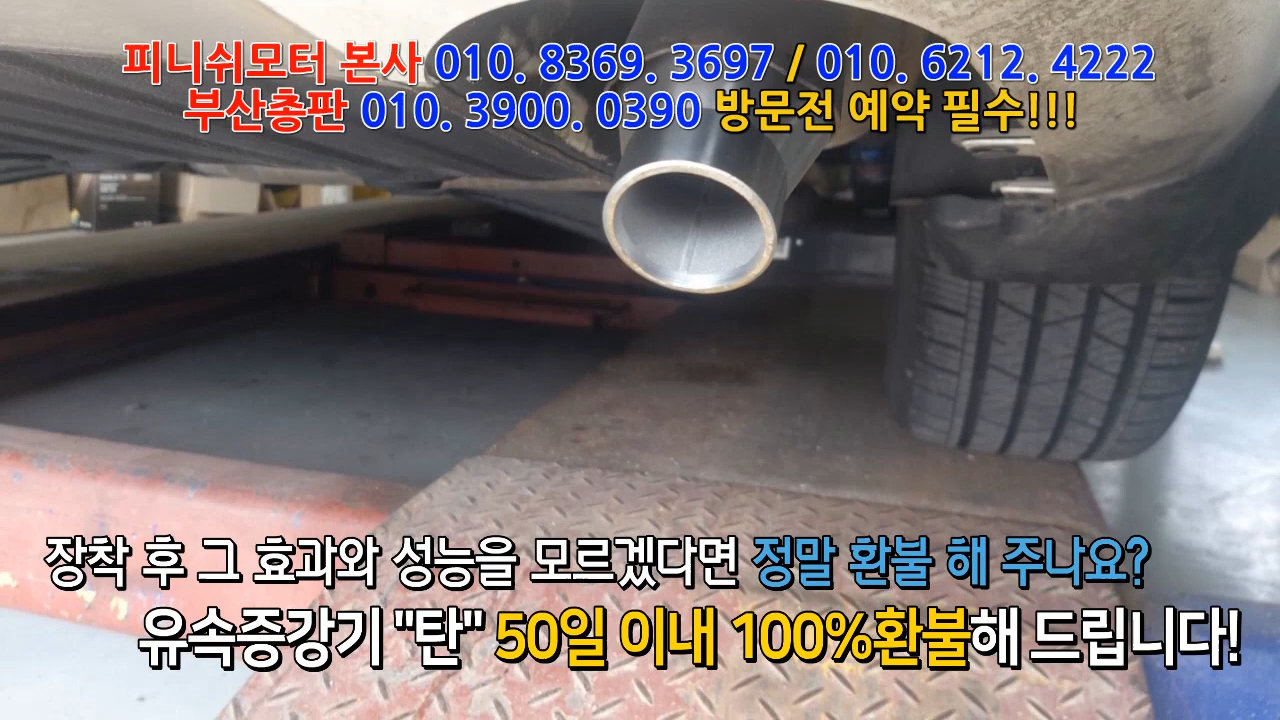 피니쉬모터 본사 010. 8369. 3697 / 010. 6212. 4222
부산총판 010. 3900. 0390 방문전 예약 필수!!!
장착 후 그 효과와 성능을 모르겠다면 정말 환불 해 주나요?
유속증강기 "탄" 50일 이내 100%환불해 드립니다!